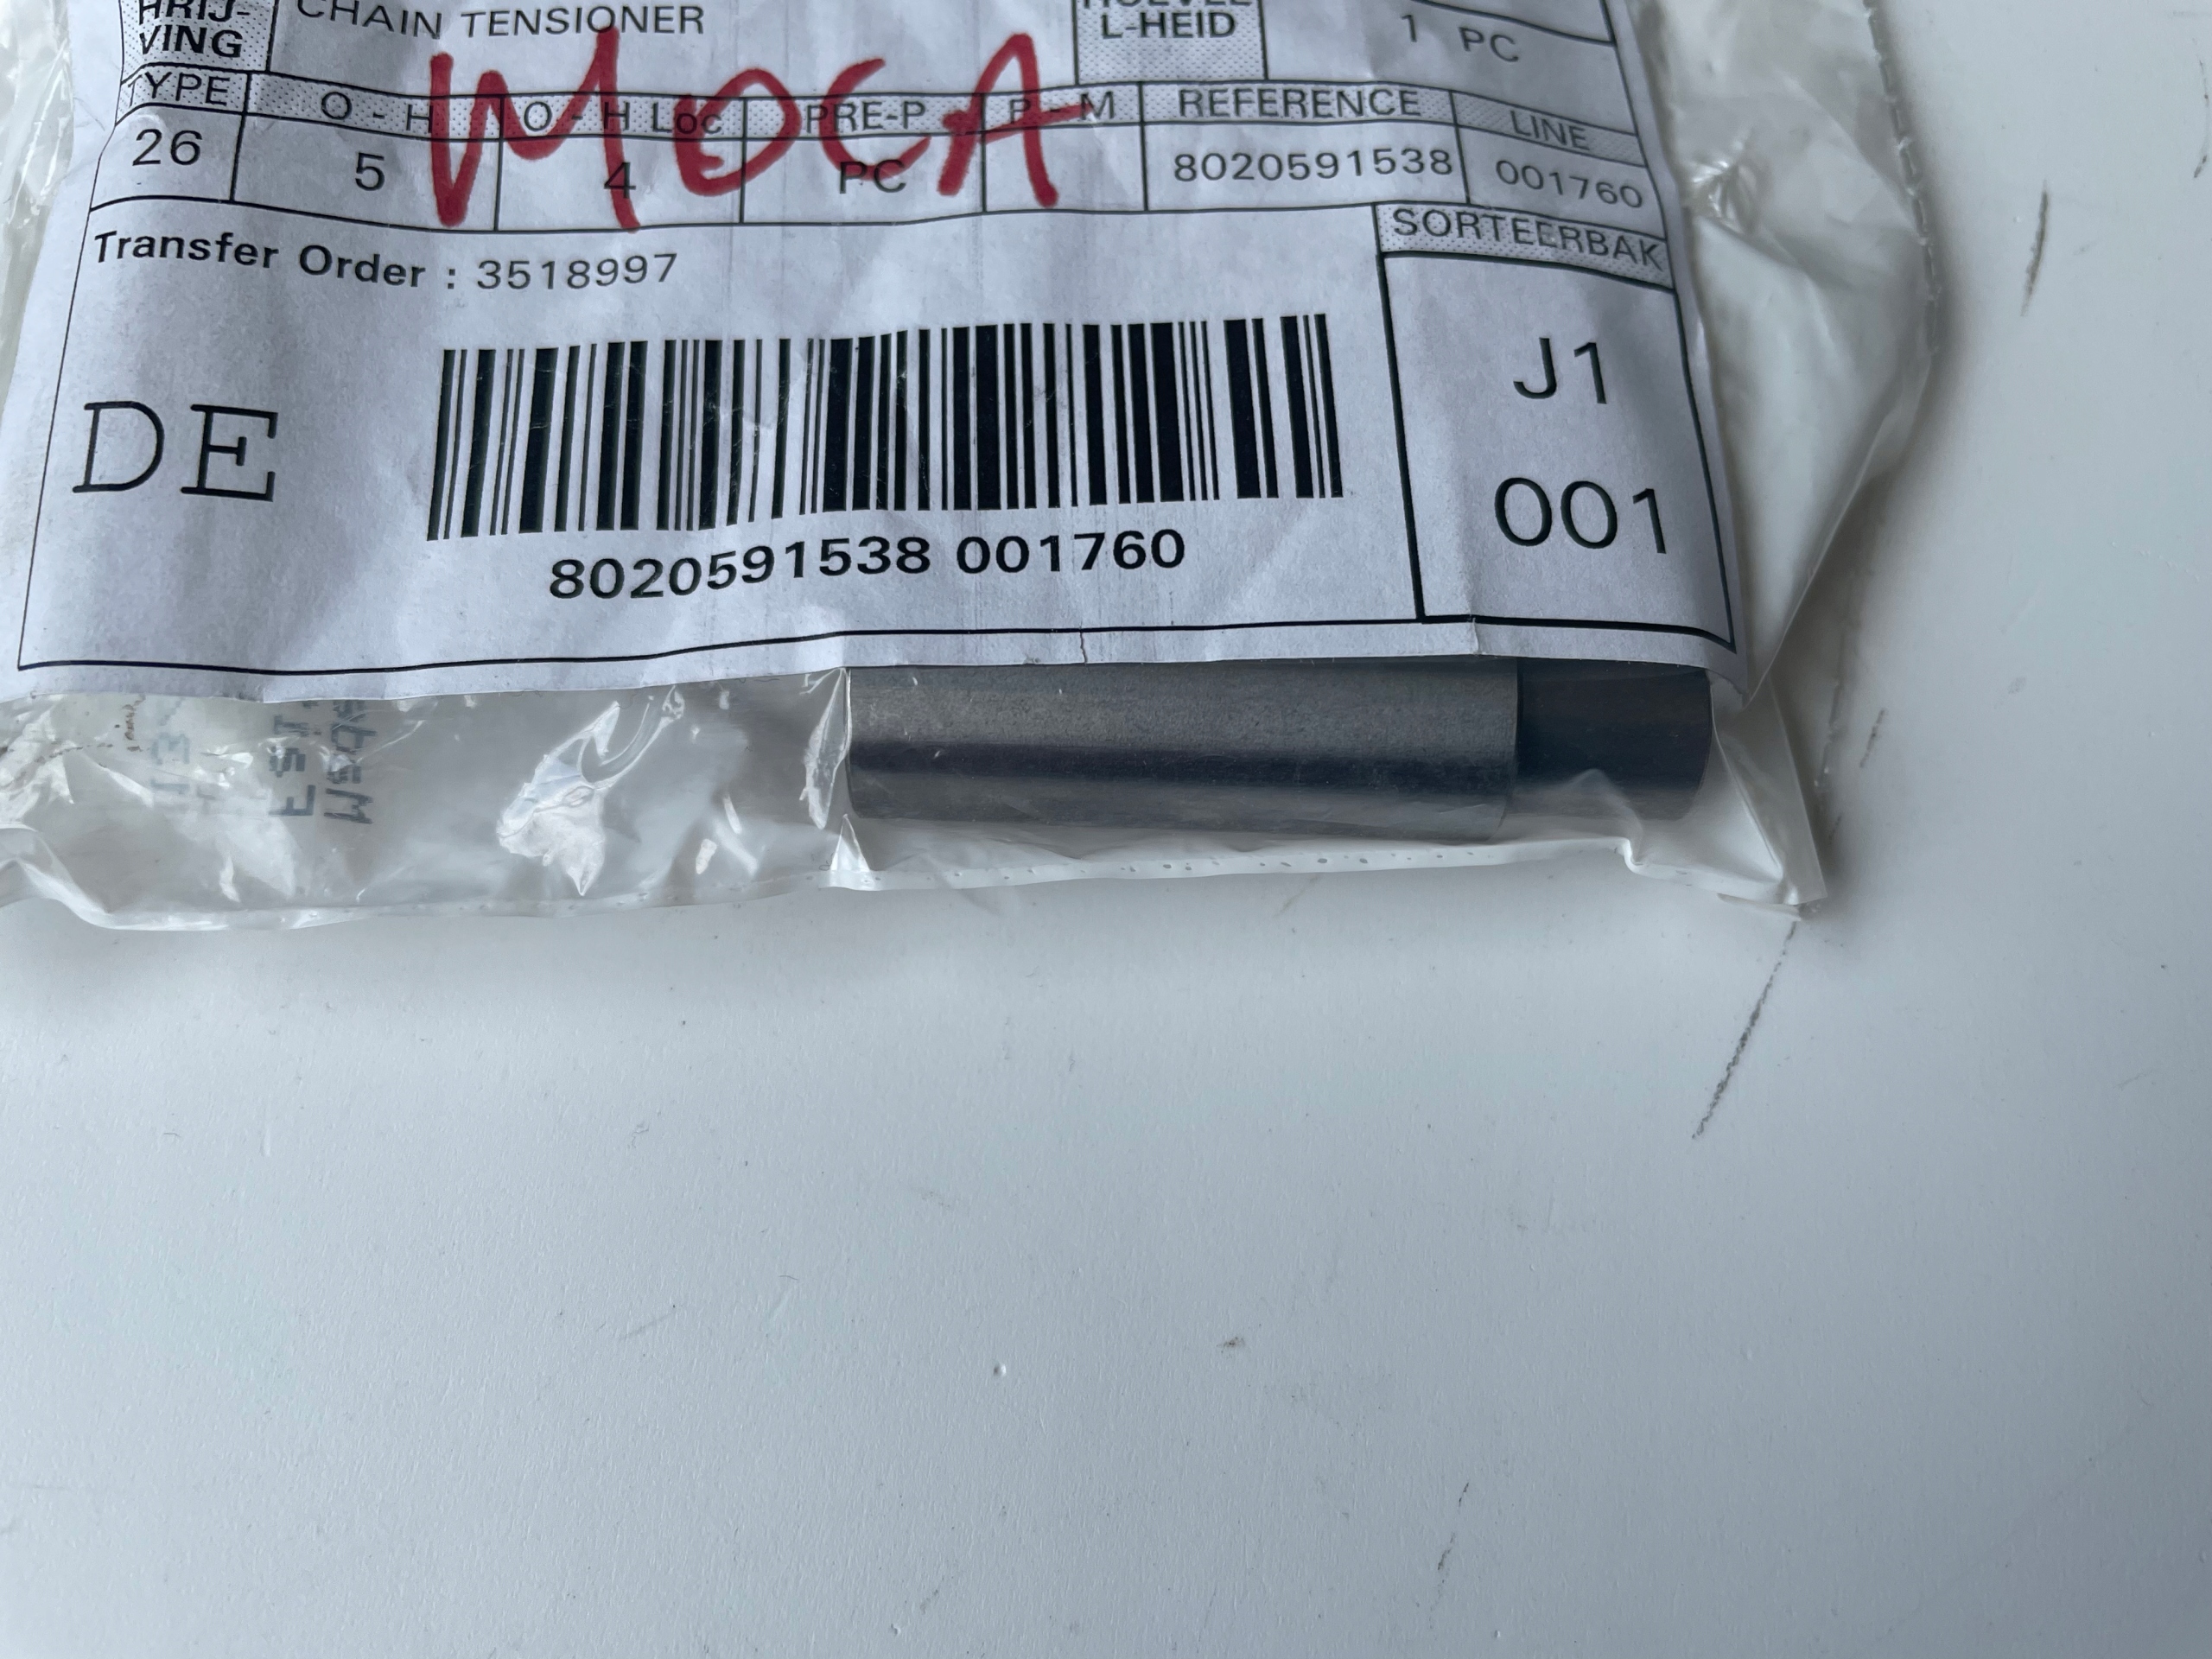 HRIJ-
VING
CHAIN TENSIONER
L-HEID
1 PC
TYPE
O - H
O - H Loc
PRE-P
P - M
REFERENCE
LINE
26
5
4
PC
8020591538
001760
MOCA
Transfer Order : 3518997
SORTEERBAK
DE
J1
001
8020591538 001760